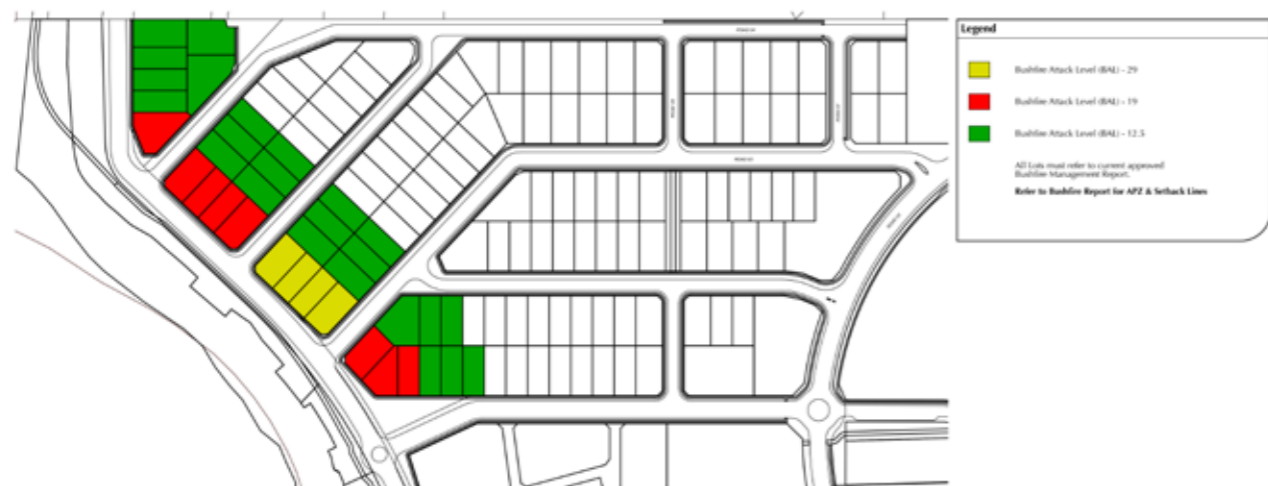 Legend
Bushfire Attack Level (BAL) - 29
Bushfire Attack Level (BAL) - 19
Bushfire Attack Level (BAL) - 12.5
All Lots must refer to current approved
Bushfire Management Report.
Refer to Bushfire Report for APZ & Setback Lines